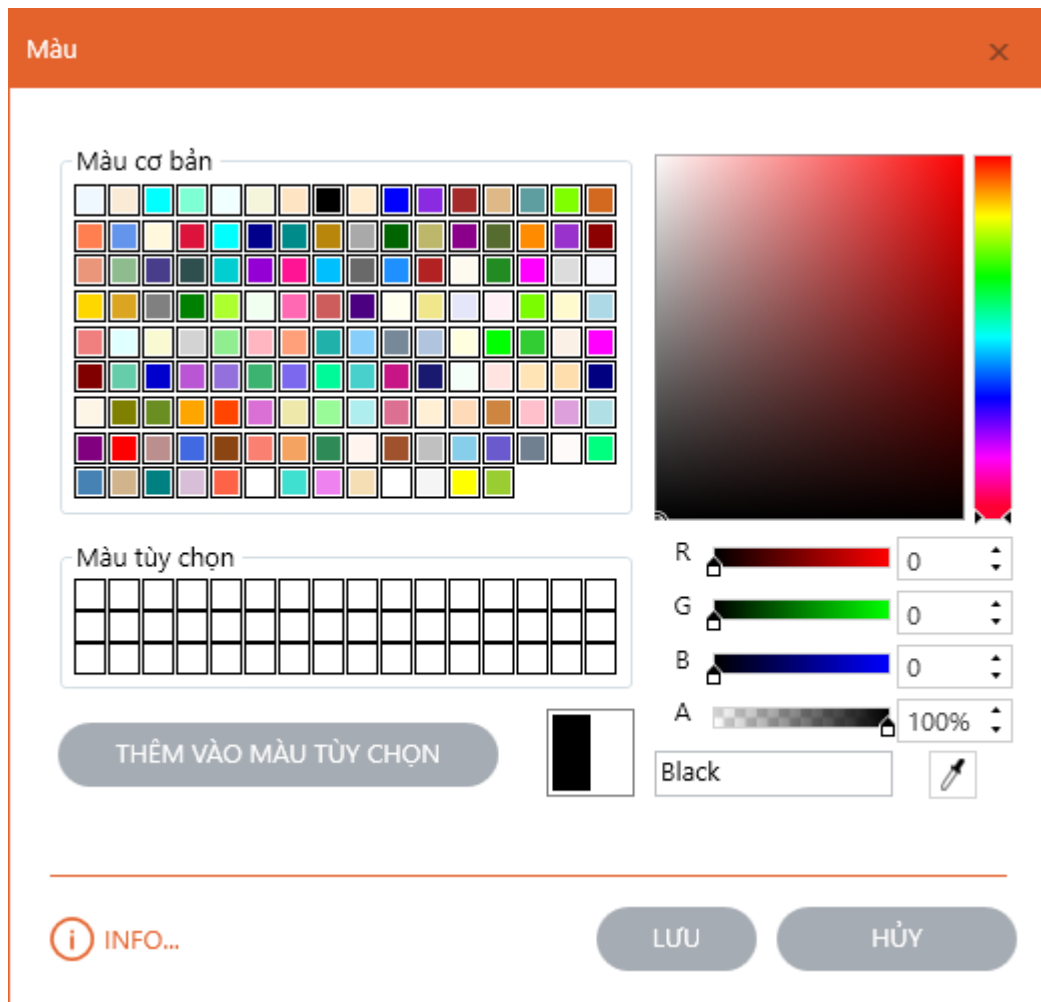 Màu
Màu cơ bản
Màu tùy chọn
R 0
G 0
B 0
A 100%
THÊM VÀO MÀU TÙY CHỌN
Black
INFO...
LƯU
HỦY